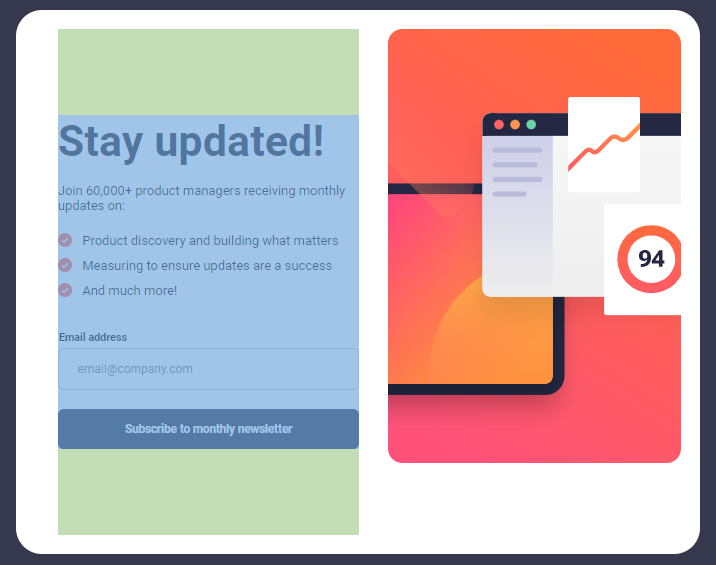 Stay updated!
Join 60,000+ product managers receiving monthly
updates on:
Product discovery and building what matters
Measuring to ensure updates are a success
And much more!
Email address
email@company.com
Subscribe to monthly newsletter
94